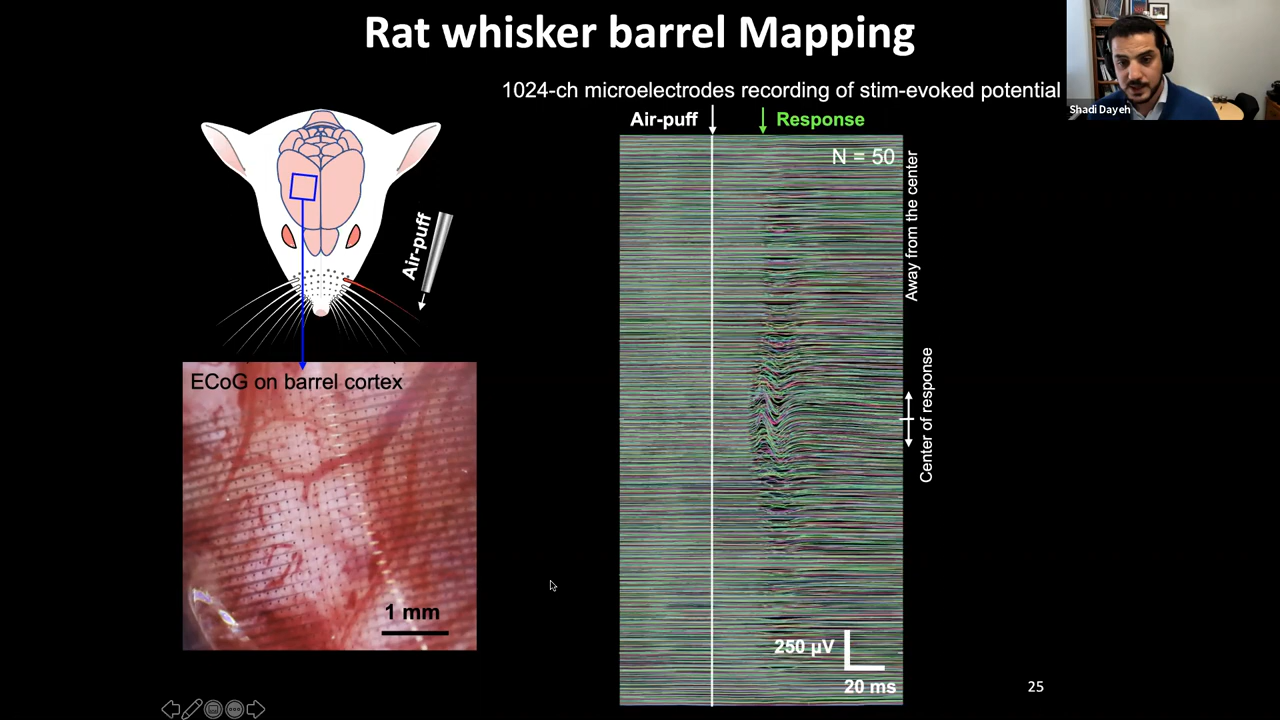 Rat whisker barrel Mapping
Shadi Dayeh
1024-ch microelectrodes recording of stim-evoked potential
Air-puff
Response
N = 50
Away from the center
Air-puff
Center of response
ECoG on barrel cortex
1 mm
250 µV
20 ms
25